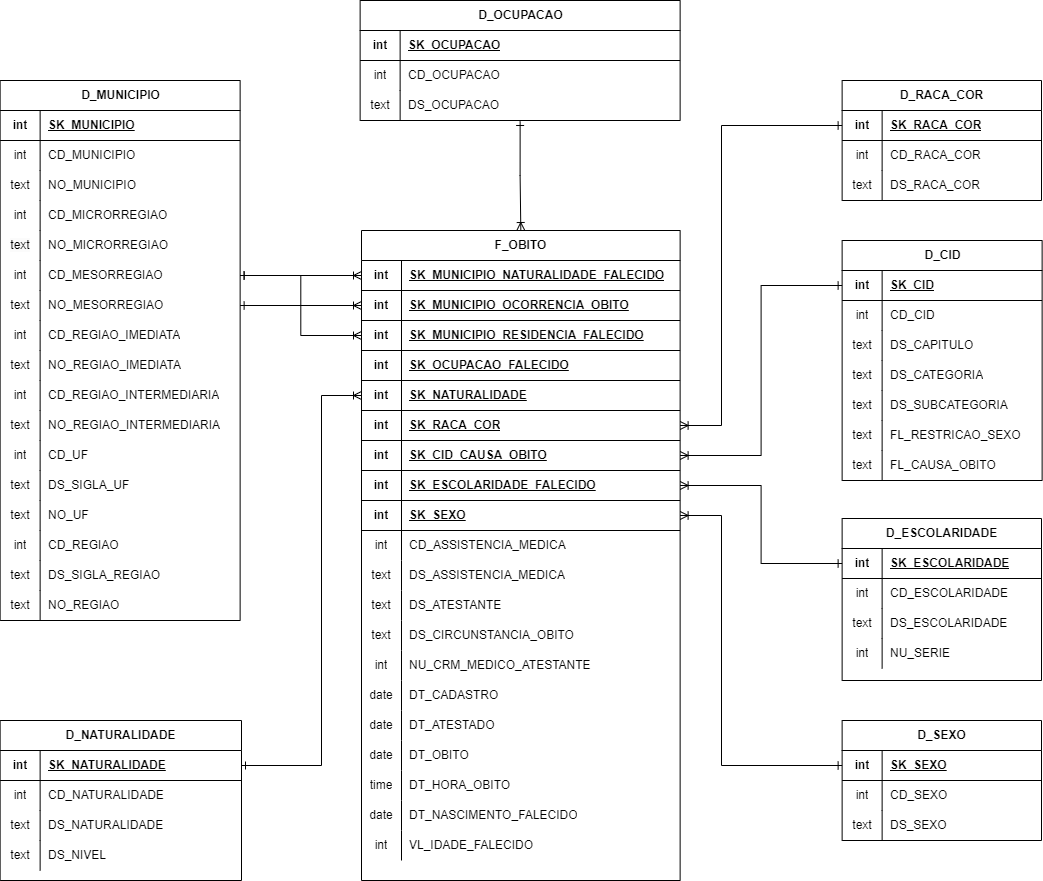 D_OCUPACAO
int SK_OCUPACAO
int CD_OCUPACAO
text DS_OCUPACAO
D_MUNICIPIO
int SK_MUNICIPIO
int CD_MUNICIPIO
text NO_MUNICIPIO
int CD_MICRORREGIAO
text NO_MICRORREGIAO
int CD_MESORREGIAO
text NO_MESORREGIAO
int CD_REGIAO_IMEDIATA
text NO_REGIAO_IMEDIATA
int CD_REGIAO_INTERMEDIARIA
text NO_REGIAO_INTERMEDIARIA
int CD_UF
text DS_SIGLA_UF
text NO_UF
int CD_REGIAO
text DS_SIGLA_REGIAO
text NO_REGIAO
D_NATURALIDADE
int SK_NATURALIDADE
int CD_NATURALIDADE
text DS_NATURALIDADE
text DS_NIVEL
F_OBITO
int SK_MUNICIPIO_NATURALIDADE_FALECIDO
int SK_MUNICIPIO_OCORRENCIA_OBITO
int SK_MUNICIPIO_RESIDENCIA_FALECIDO
int SK_OCUPACAO_FALECIDO
int SK_NATURALIDADE
int SK_RACA_COR
int SK_CID_CAUSA_OBITO
int SK_ESCOLARIDADE_FALECIDO
int SK_SEXO
int CD_ASSISTENCIA_MEDICA
text DS_ASSISTENCIA_MEDICA
text DS_ATESTANTE
text DS_CIRCUNSTANCIA_OBITO
int NU_CRM_MEDICO_ATESTANTE
date DT_CADASTRO
date DT_ATESTADO
date DT_OBITO
time DT_HORA_OBITO
date DT_NASCIMENTO_FALECIDO
int VL_IDADE_FALECIDO
D_RACA_COR
int SK_RACA_COR
int CD_RACA_COR
text DS_RACA_COR
D_CID
int SK_CID
int CD_CID
text DS_CAPITULO
text DS_CATEGORIA
text DS_SUBCATEGORIA
text FL_RESTRICAO_SEXO
text FL_CAUSA_OBITO
D_ESCOLARIDADE
int SK_ESCOLARIDADE
int CD_ESCOLARIDADE
text DS_ESCOLARIDADE
int NU_SERIE
D_SEXO
int SK_SEXO
int CD_SEXO
text DS_SEXO